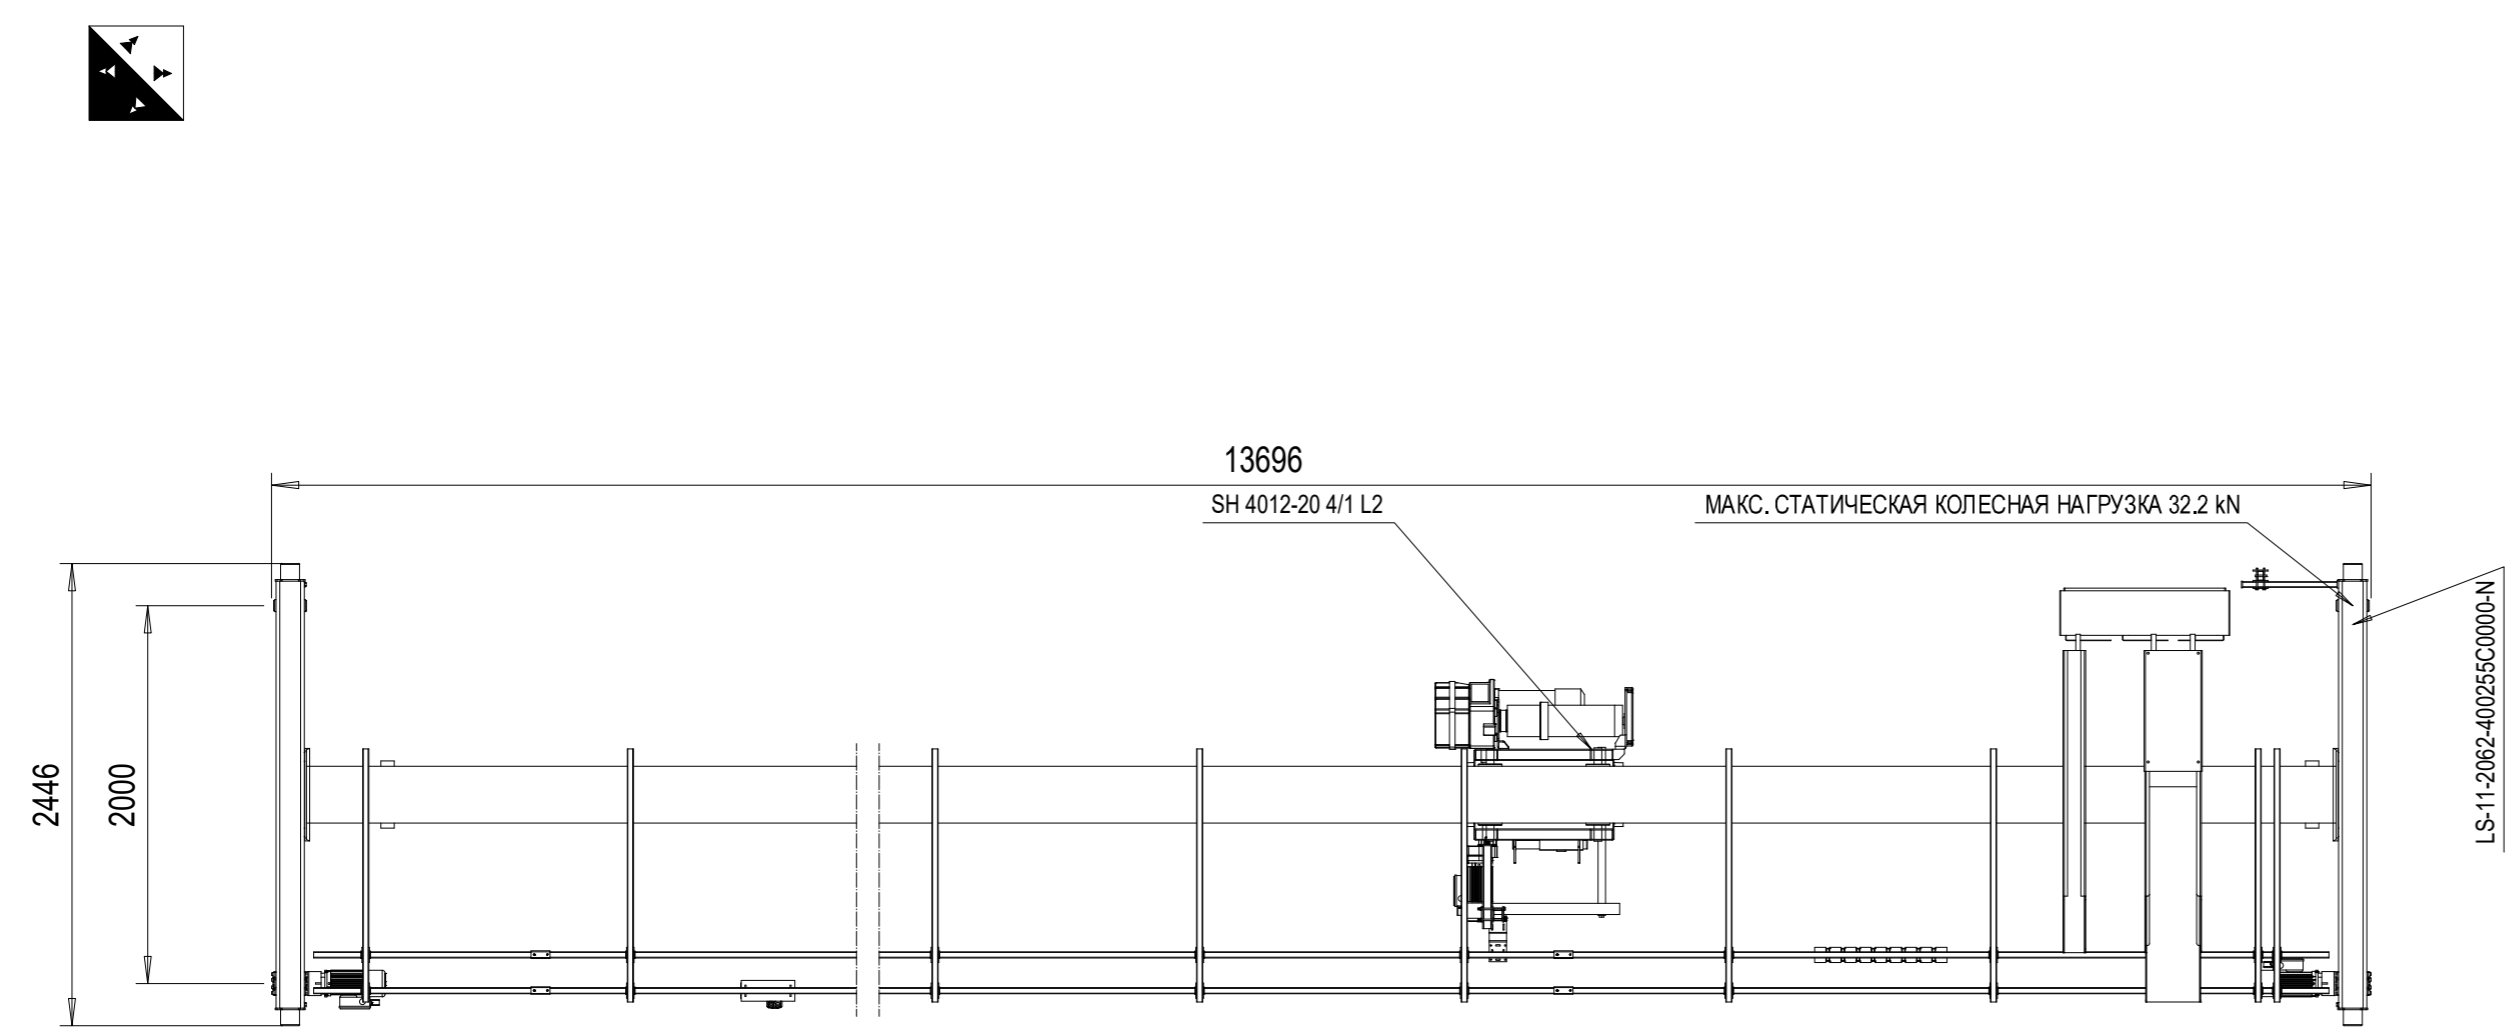 13696
SH 4012-20 4/1 L2
МАКС. СТАТИЧЕСКАЯ КОЛЕСНАЯ НАГРУЗКА 32.2 kN
2446
2000
LS-11-2062-400255C0000-N